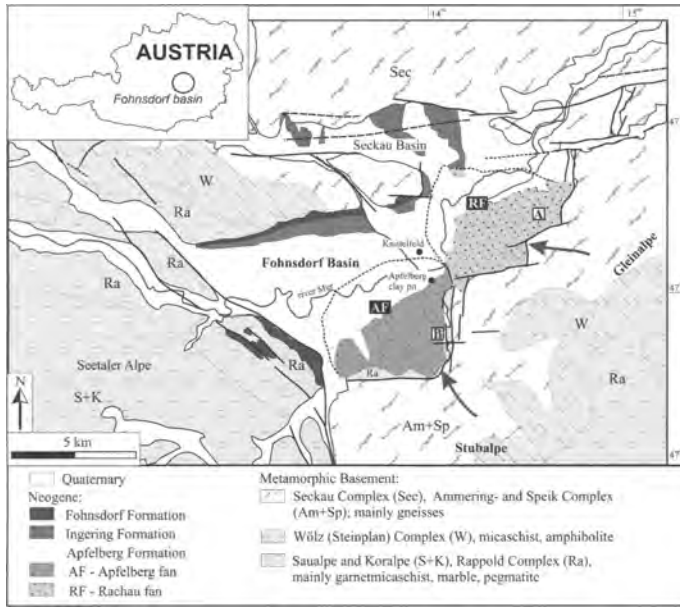 AUSTRIA
Fohnsdorf basin
14
15
Sec
47
Seckau Basin
W
Ra
RF
A
Ra
Fohnsdorf Basin
Knittelfeld
Gleinalpe
Ra
river Mur
Apfelberg
clay pit
AF
B
W
Seetaler Alpe
Ra
Ra
Ra
N
S+K
Am+Sp
5 km
Stubalpe
47
Quaternary
Neogene:
Fohnsdorf Formation
Ingering Formation
Apfelberg Formation
AF - Apfelberg fan
RF - Rachau fan
Metamorphic Basement:
Seckau Complex (Sec), Ammering- and Speik Complex
(Am+Sp); mainly gneisses
Wölz (Steinplan) Complex (W), micaschist, amphibolite
Saualpe and Koralpe (S+K), Rappold Complex (Ra),
mainly garnetmicaschist, marble, pegmatite